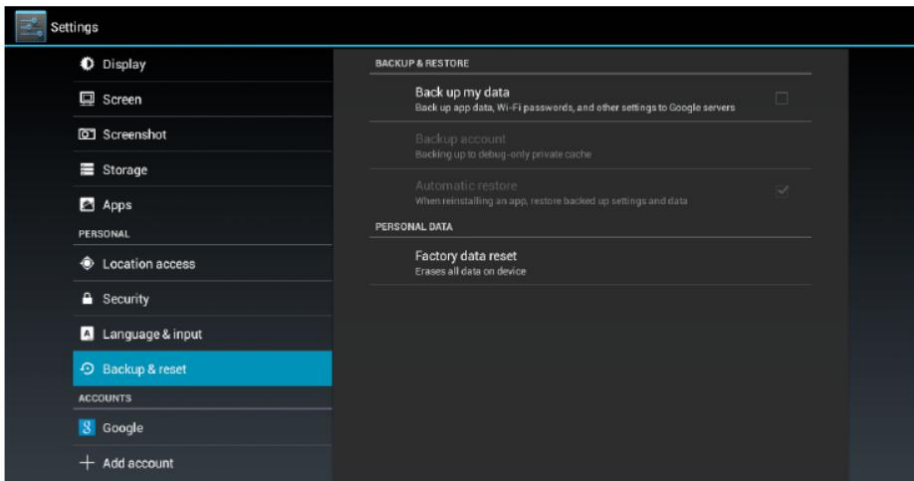 Settings
Display
Screen
Screenshot
Storage
Apps
PERSONAL
Location access
Security
Language & input
Backup & reset
ACCOUNTS
Google
Add account
BACKUP & RESTORE
Back up my data
Back up app data, Wi-Fi passwords, and other settings to Google servers
Backup account
Backing up to debug-only private cache
Automatic restore
When reinstalling an app, restore backed up settings and data
PERSONAL DATA
Factory data reset
Erases all data on device